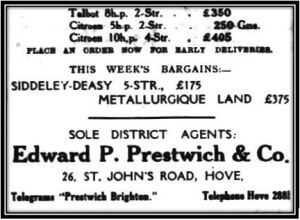 Talbot 8h.p. 2-Str. . . £350
Citroen 5h.p. 2-Str. . . 250 Gns.
Citroen 10h.p. 4-Str. . £405
PLACE AN ORDER NOW FOR EARLY DELIVERIES.
THIS WEEK'S BARGAINS:—
SIDDELEY-DEASY 5-STR., £175
METALLURGIQUE LAND £375
SOLE DISTRICT AGENTS:
Edward P. Prestwich & Co.
26, ST. JOHN'S ROAD, HOVE,
Telegrams "Prestwich Brighton." Telephone Hove 2881